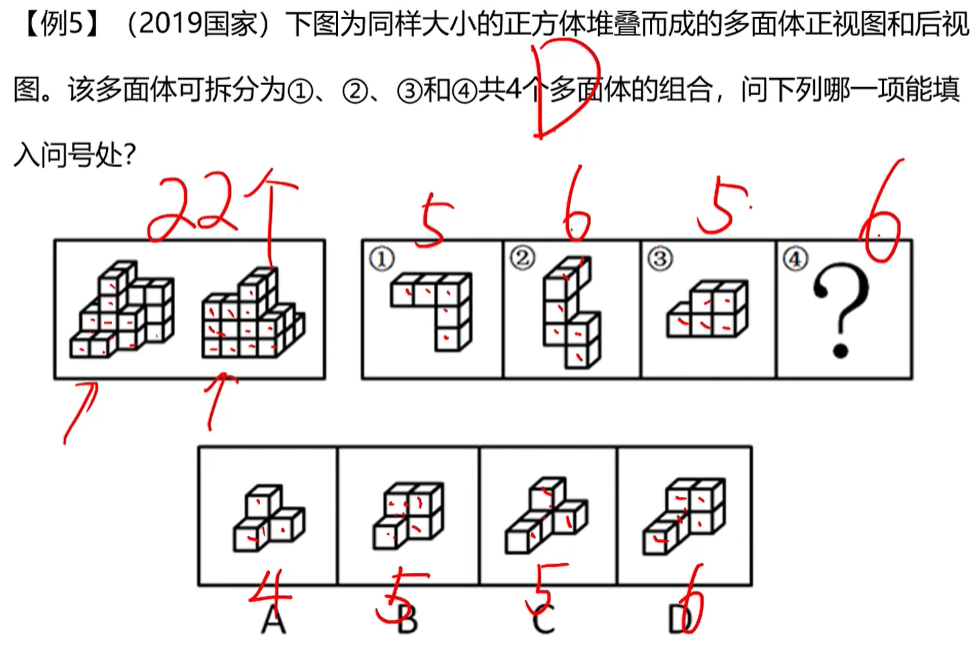 【例5】（2019国家）下图为同样大小的正方体堆叠而成的多面体正视图和后视
图。该多面体可拆分为①、②、③和④共4个多面体的组合，问下列哪一项能填
入问号处？
D
22个
5
6
5
6
①
②
③
④
？
4
5
5
6
A
B
C
D